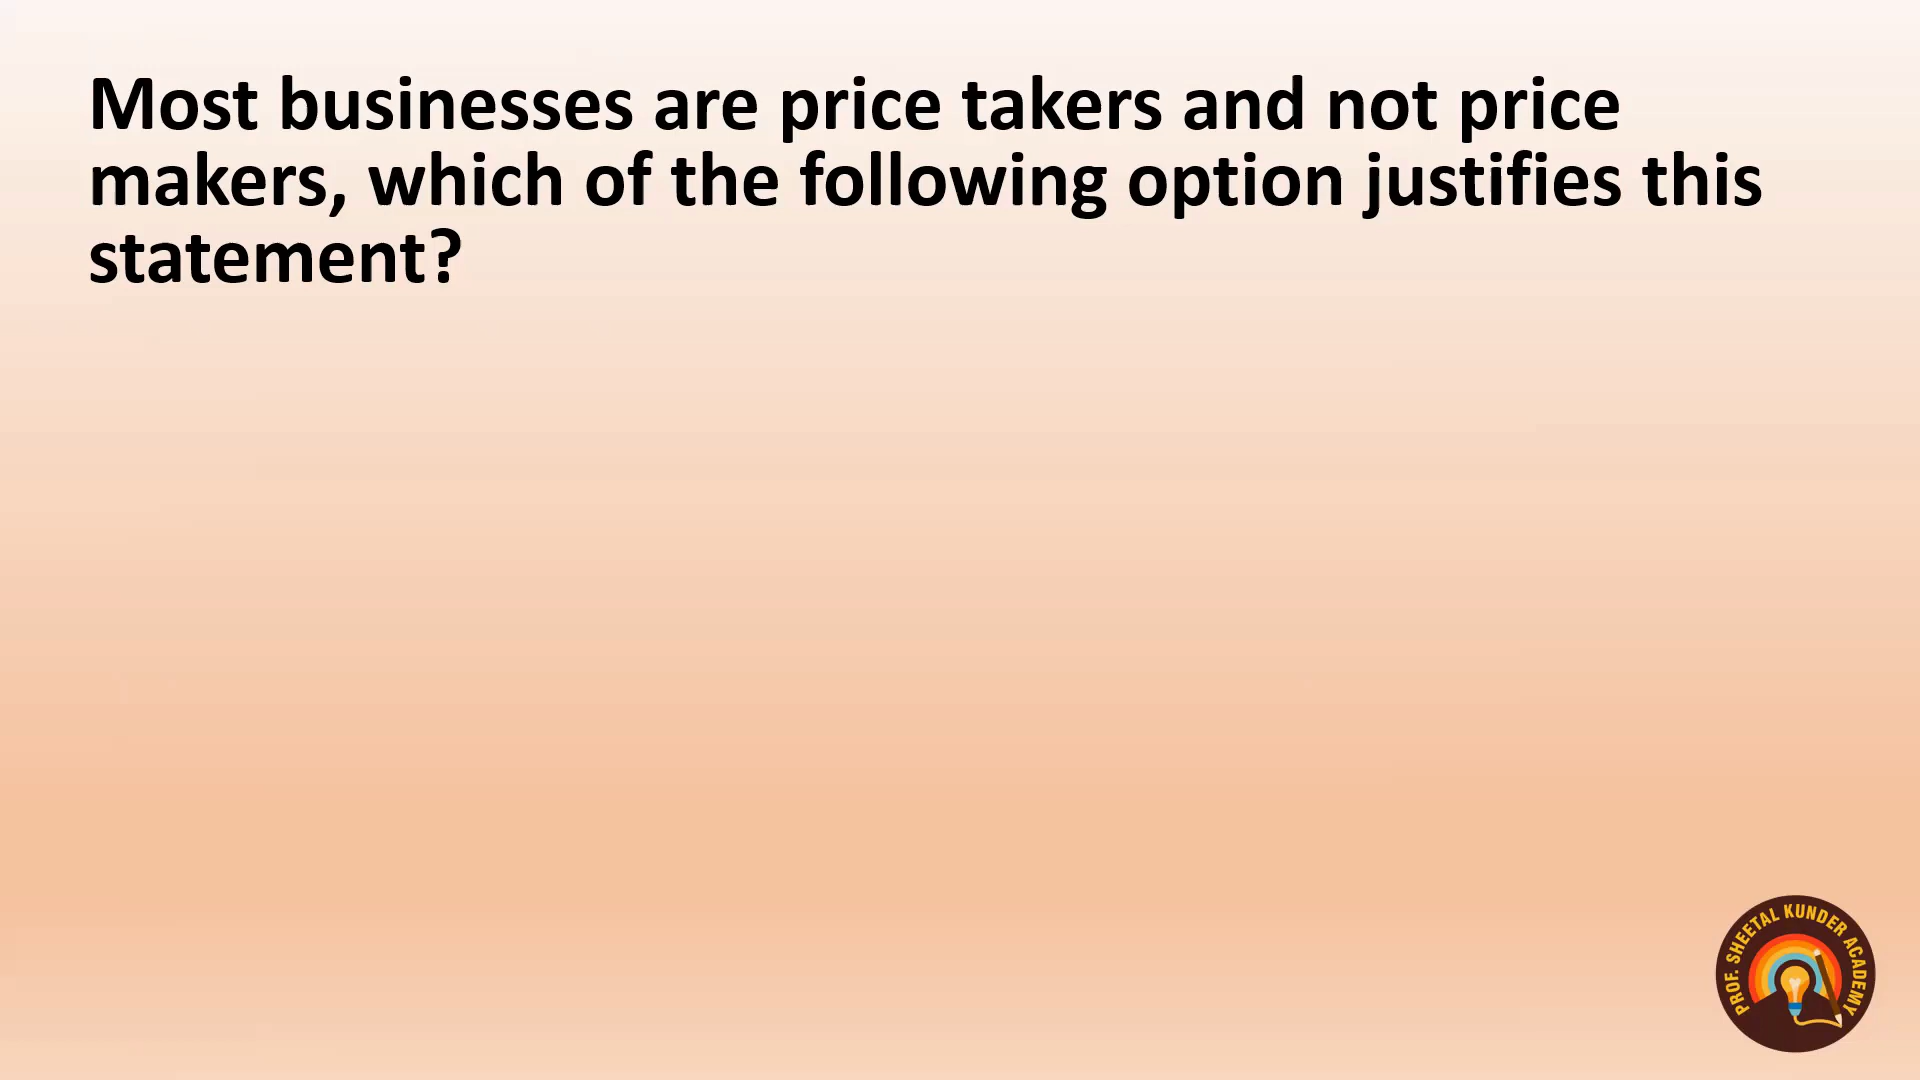 Most businesses are price takers and not price
makers, which of the following option justifies this
statement?
PROF. SHEETAL KUNDER ACADEMY